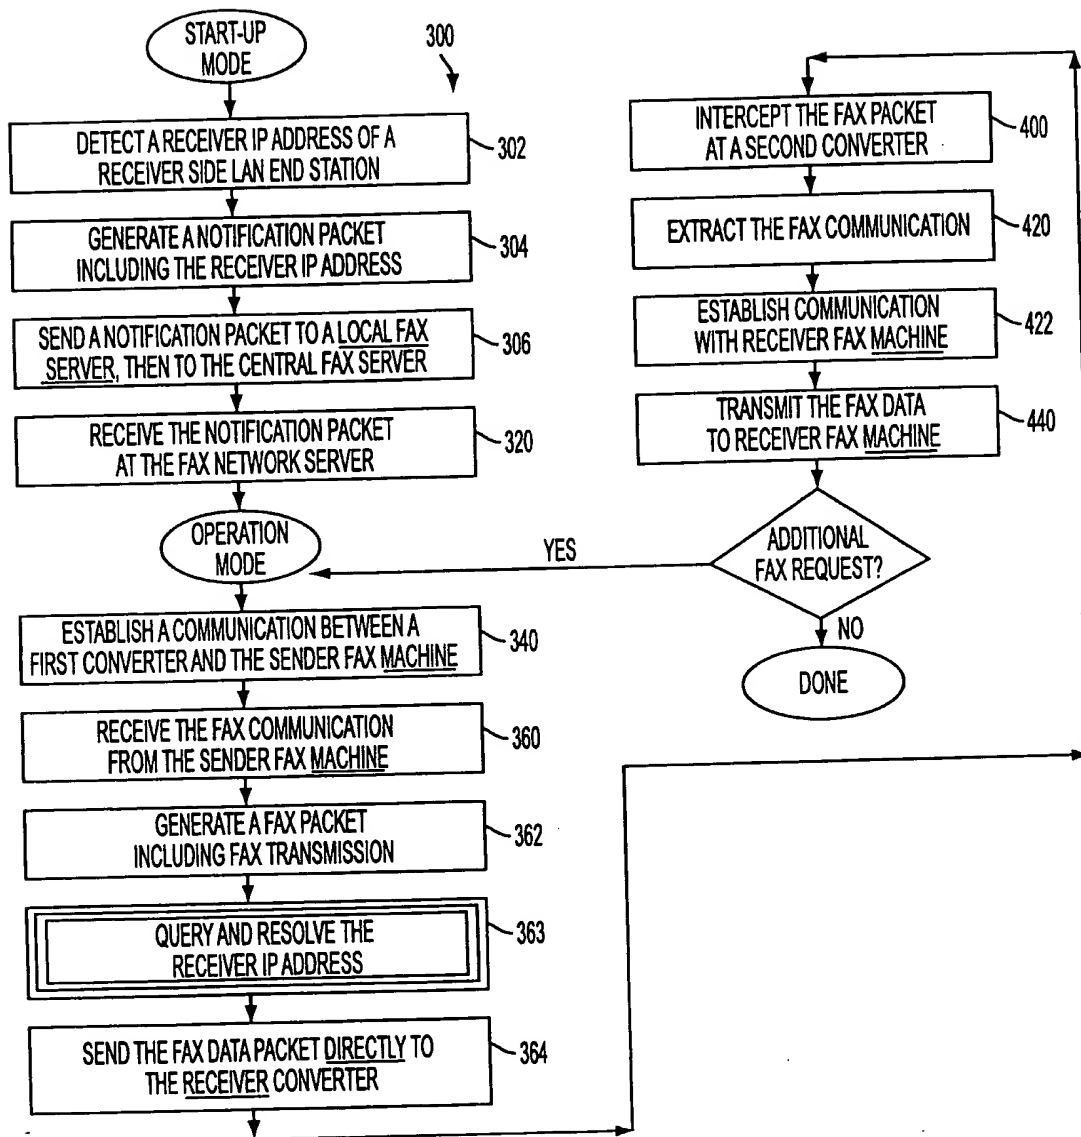 START-UP
MODE
300
DETECT A RECEIVER IP ADDRESS OF A
RECEIVER SIDE LAN END STATION
302
GENERATE A NOTIFICATION PACKET
INCLUDING THE RECEIVER IP ADDRESS
304
SEND A NOTIFICATION PACKET TO A LOCAL FAX
SERVER, THEN TO THE CENTRAL FAX SERVER
306
RECEIVE THE NOTIFICATION PACKET
AT THE FAX NETWORK SERVER
320
OPERATION
MODE
ESTABLISH A COMMUNICATION BETWEEN A
FIRST CONVERTER AND THE SENDER FAX MACHINE
340
RECEIVE THE FAX COMMUNICATION
FROM THE SENDER FAX MACHINE
360
GENERATE A FAX PACKET
INCLUDING FAX TRANSMISSION
362
QUERY AND RESOLVE THE
RECEIVER IP ADDRESS
363
SEND THE FAX DATA PACKET DIRECTLY TO
THE RECEIVER CONVERTER
364
INTERCEPT THE FAX PACKET
AT A SECOND CONVERTER
400
EXTRACT THE FAX COMMUNICATION
420
ESTABLISH COMMUNICATION
WITH RECEIVER FAX MACHINE
422
TRANSMIT THE FAX DATA
TO RECEIVER FAX MACHINE
440
ADDITIONAL
FAX REQUEST?
YES
NO
DONE